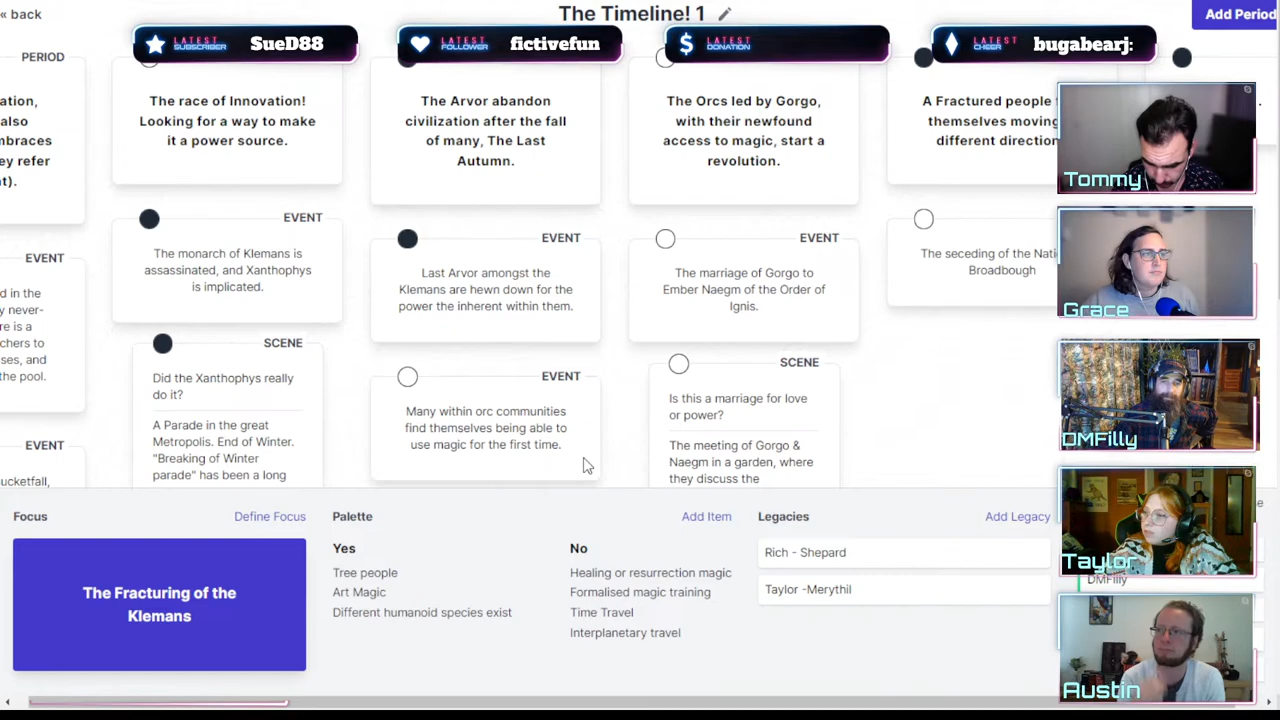 « back
The Timeline! 1
Add Period
LATEST SUBSCRIBER
SueD88
LATEST FOLLOWER
fictivefun
LATEST DONATION
LATEST CHEER
bugabearj:
PERIOD
ation,
also
mbraces
ey refer
nt).
EVENT
d in the
y never-
re is a
chers to
ses, and
the pool.
EVENT
ucketfall,
The race of Innovation!
Looking for a way to make
it a power source.
EVENT
The monarch of Klemans is
assassinated, and Xanthophys
is implicated.
SCENE
Did the Xanthophys really
do it?
A Parade in the great
Metropolis. End of Winter.
"Breaking of Winter
parade" has been a long
The Arvor abandon
civilization after the fall
of many, The Last
Autumn.
EVENT
Last Arvor amongst the
Klemans are hewn down for the
power the inherent within them.
EVENT
Many within orc communities
find themselves being able to
use magic for the first time.
The Orcs led by Gorgo,
with their newfound
access to magic, start a
revolution.
EVENT
The marriage of Gorgo to
Ember Naegm of the Order of
Ignis.
SCENE
Is this a marriage for love
or power?
The meeting of Gorgo &
Naegm in a garden, where
they discuss the
A Fractured people f
themselves moving
different direction
The seceding of the Natio
Broadbough
Tommy
Grace
DMFilly
Taylor
DMFilly
Austin
Focus
Define Focus
The Fracturing of the
Klemans
Palette
Add Item
Yes
Tree people
Art Magic
Different humanoid species exist
No
Healing or resurrection magic
Formalised magic training
Time Travel
Interplanetary travel
Legacies
Add Legacy
Rich - Shepard
Taylor -Merythil